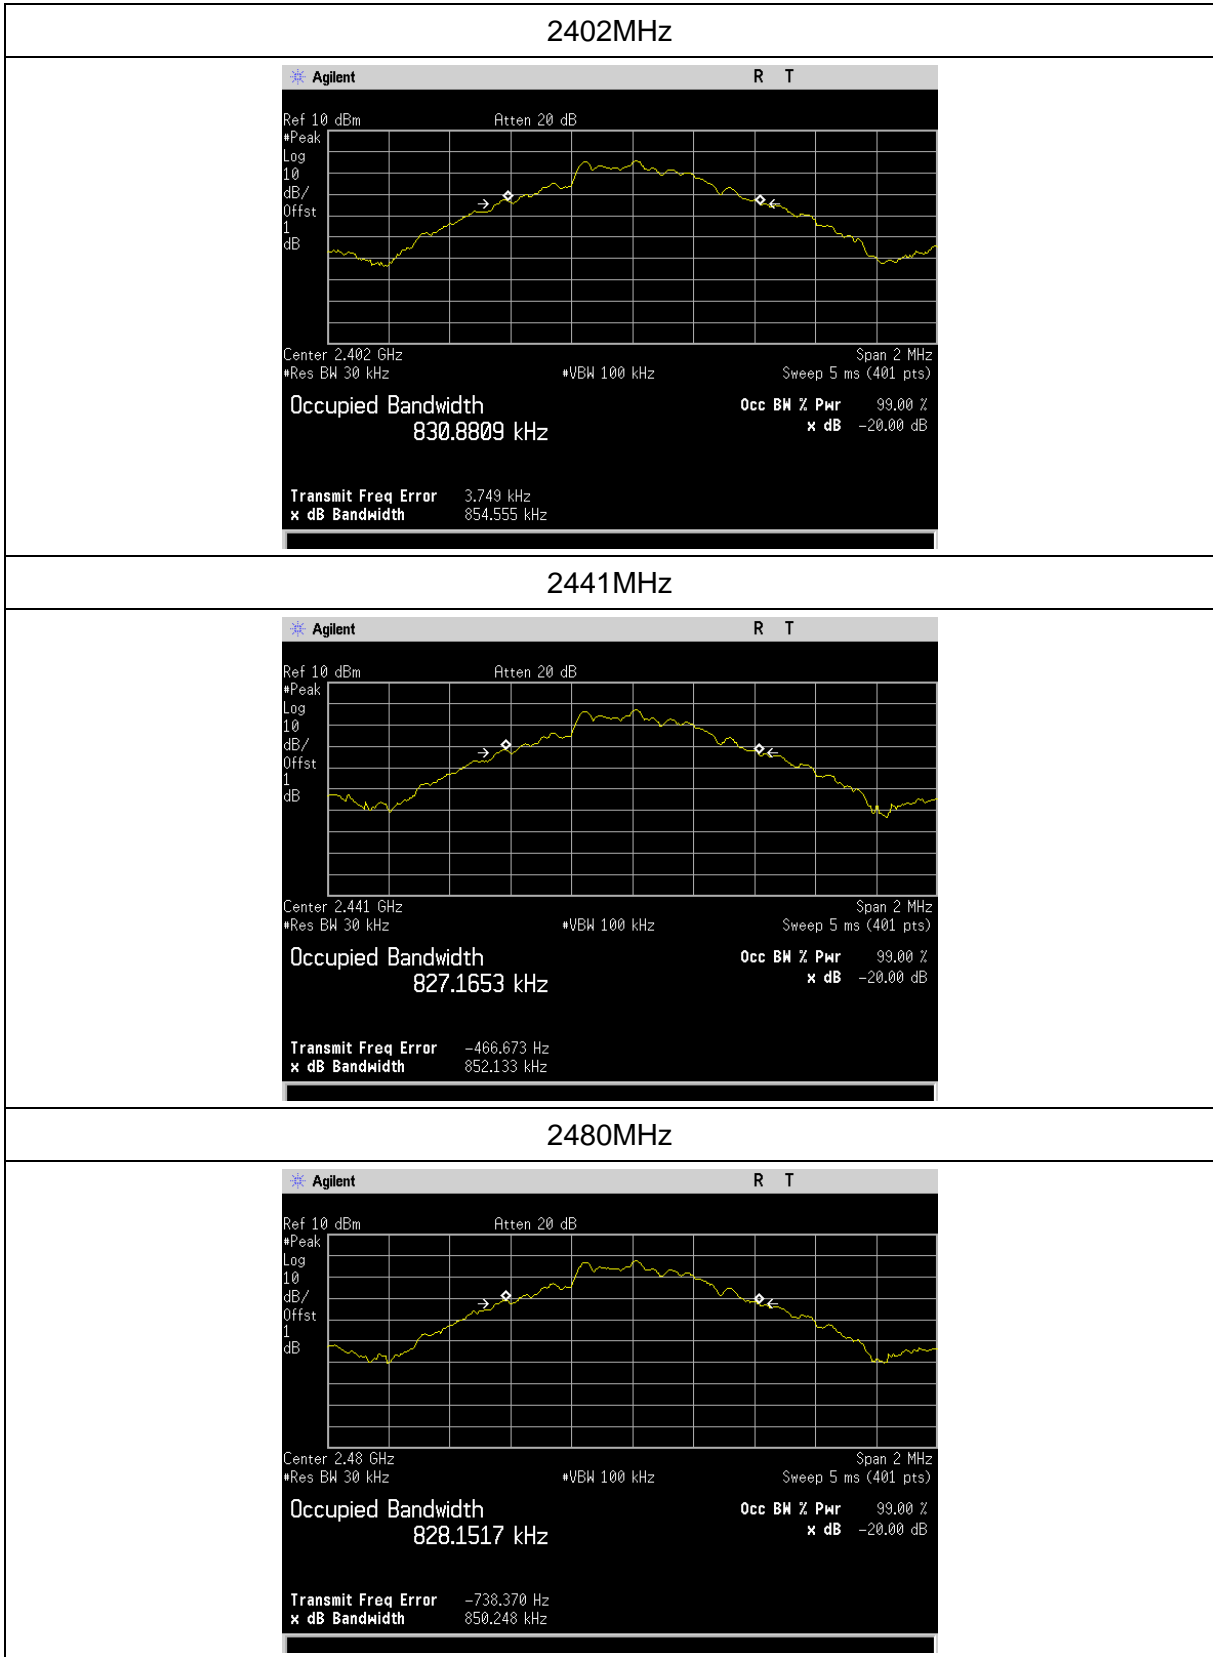 2402MHz
Agilent R T
Ref 10 dBm Atten 20 dB
#Peak
Log
10
dB/
Offst
1
dB
Center 2.402 GHz Span 2 MHz
#Res BW 30 kHz #VBW 100 kHz Sweep 5 ms (401 pts)
Occupied Bandwidth Occ BW % Pwr 99.00 %
830.8809 kHz x dB -20.00 dB
Transmit Freq Error 3.749 kHz
x dB Bandwidth 854.555 kHz
2441MHz
Agilent R T
Ref 10 dBm Atten 20 dB
#Peak
Log
10
dB/
Offst
1
dB
Center 2.441 GHz Span 2 MHz
#Res BW 30 kHz #VBW 100 kHz Sweep 5 ms (401 pts)
Occupied Bandwidth Occ BW % Pwr 99.00 %
827.1653 kHz x dB -20.00 dB
Transmit Freq Error -466.673 Hz
x dB Bandwidth 852.133 kHz
2480MHz
Agilent R T
Ref 10 dBm Atten 20 dB
#Peak
Log
10
dB/
Offst
1
dB
Center 2.48 GHz Span 2 MHz
#Res BW 30 kHz #VBW 100 kHz Sweep 5 ms (401 pts)
Occupied Bandwidth Occ BW % Pwr 99.00 %
828.1517 kHz x dB -20.00 dB
Transmit Freq Error -738.370 Hz
x dB Bandwidth 850.248 kHz